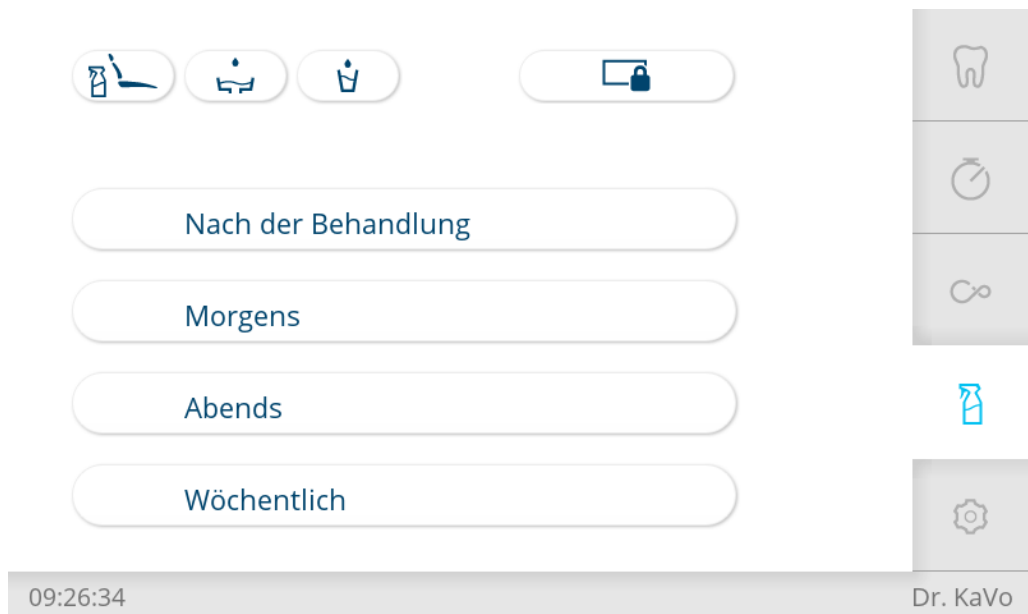 Nach der Behandlung
Morgens
Abends
Wöchentlich
09:26:34
Dr. KaVo